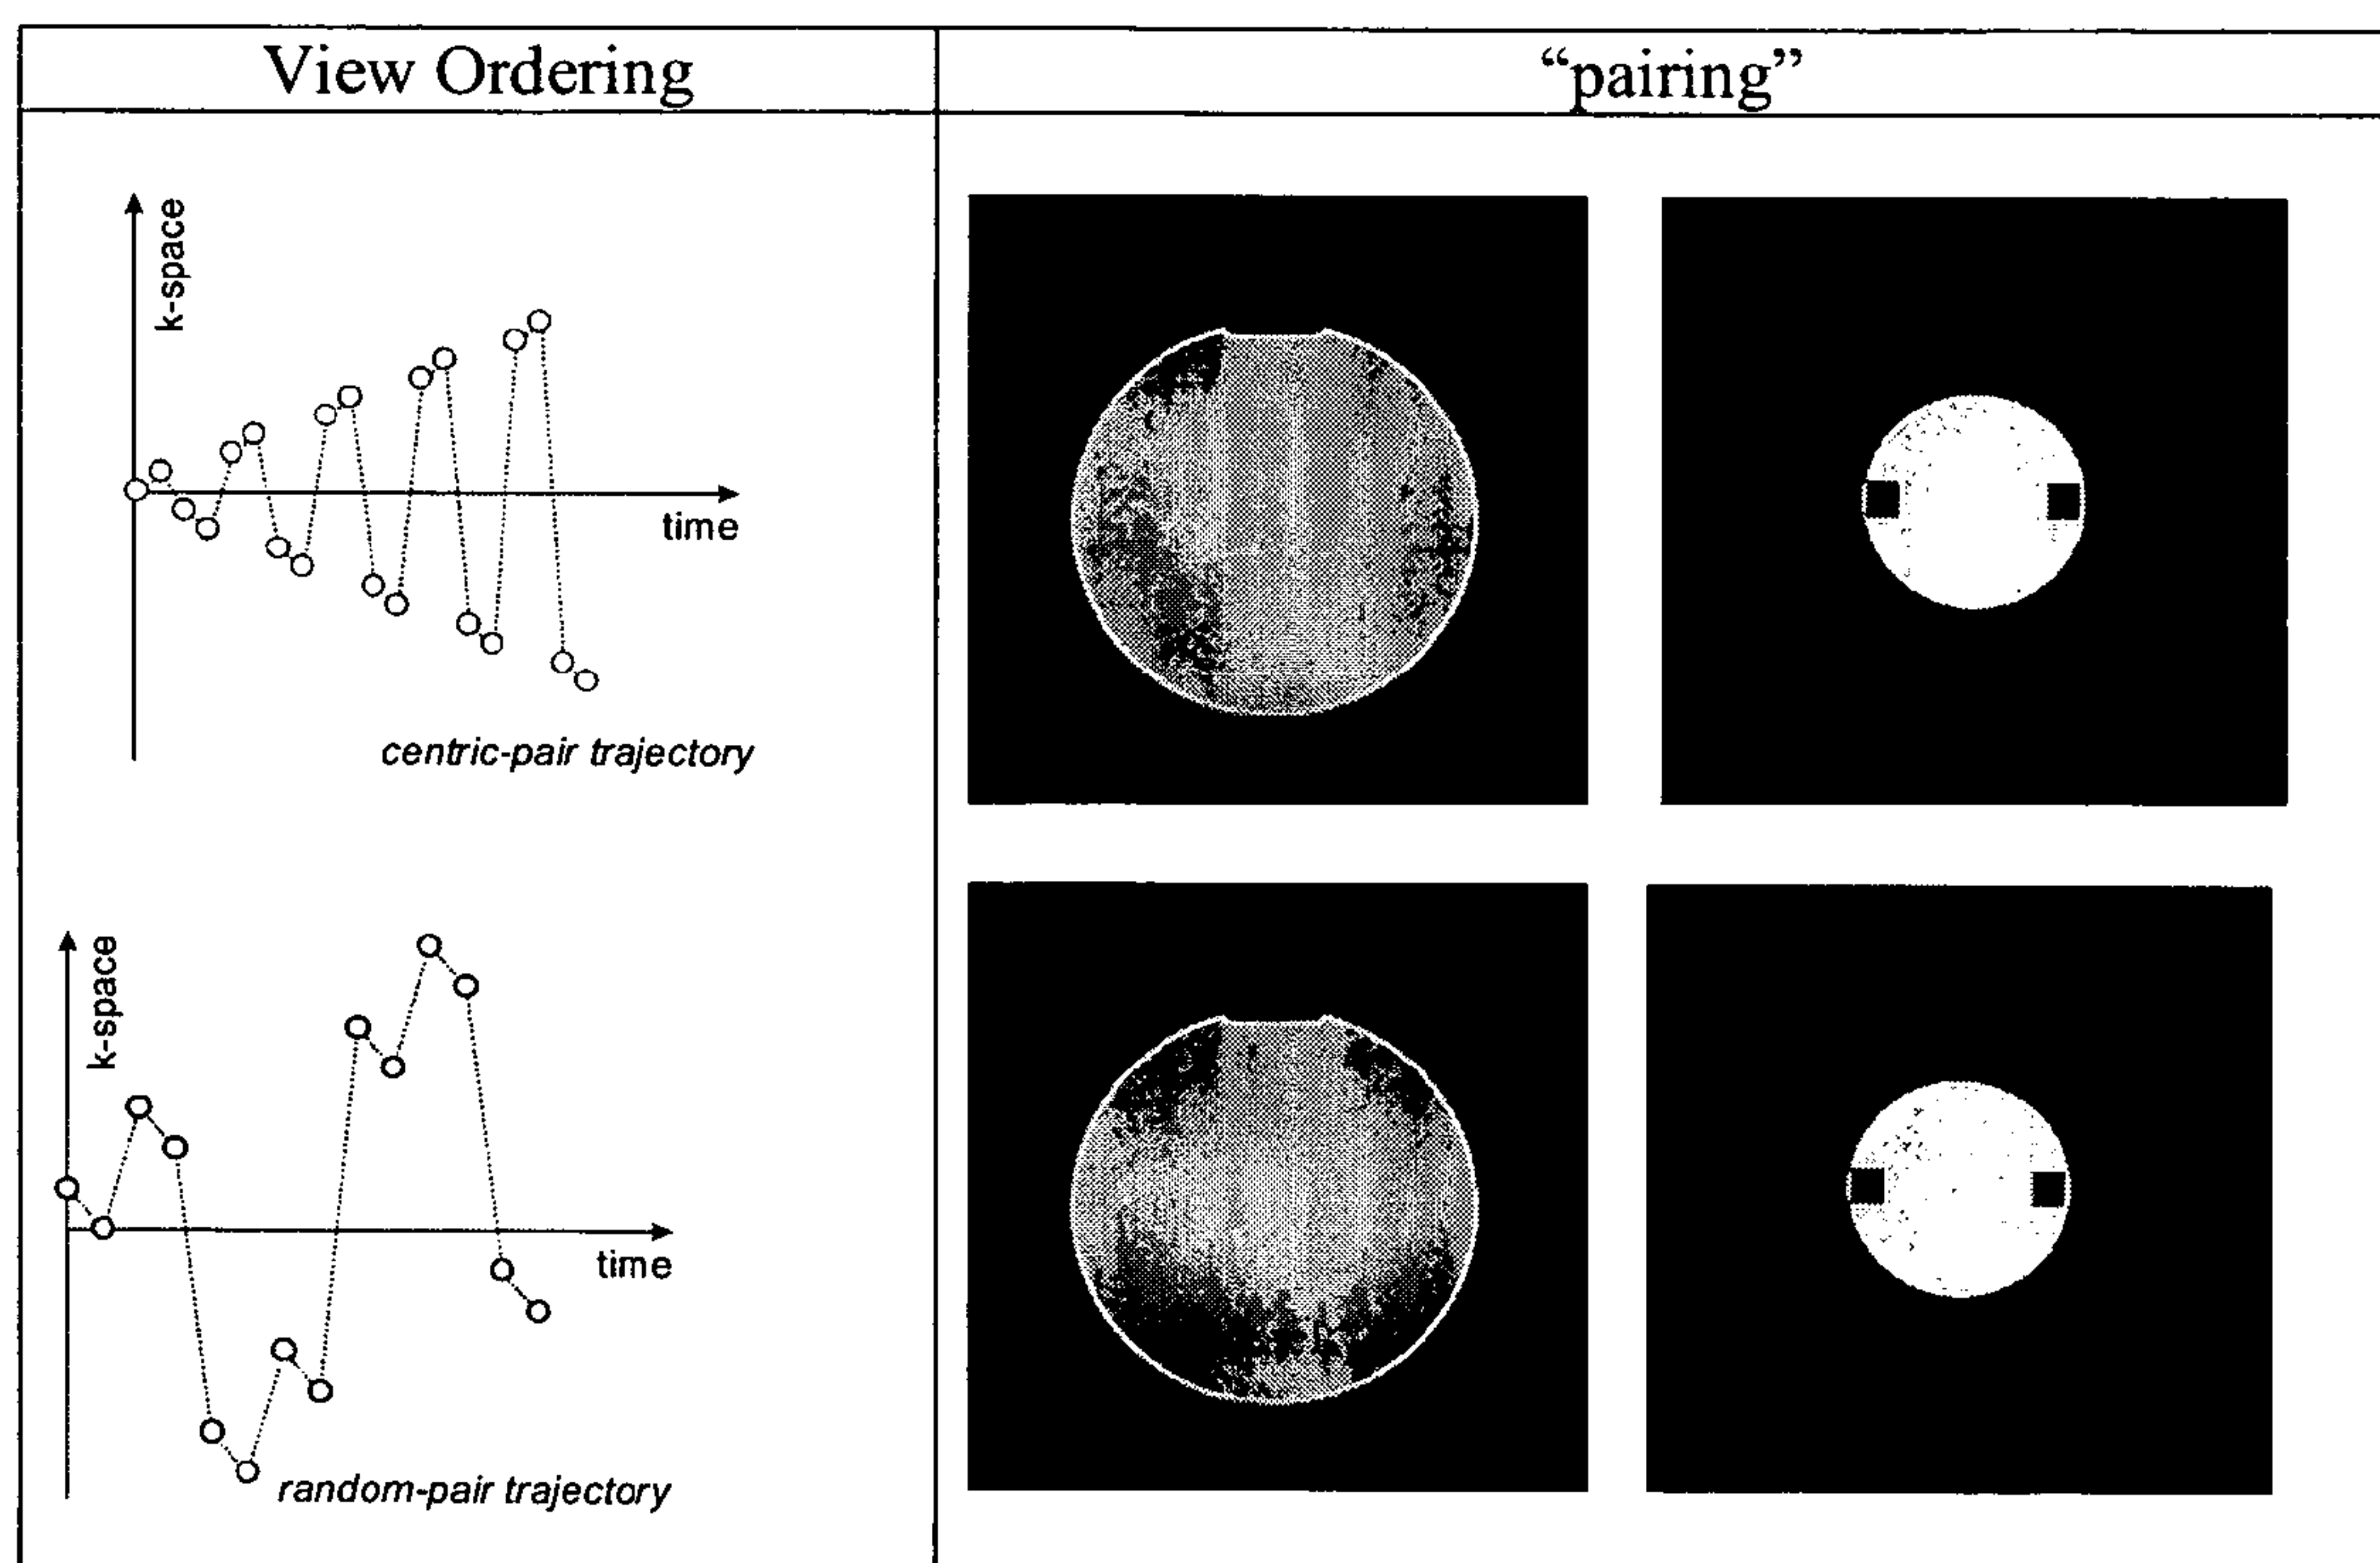 View Ordering
“pairing”
k-space
time
centric-pair trajectory
k-space
time
random-pair trajectory